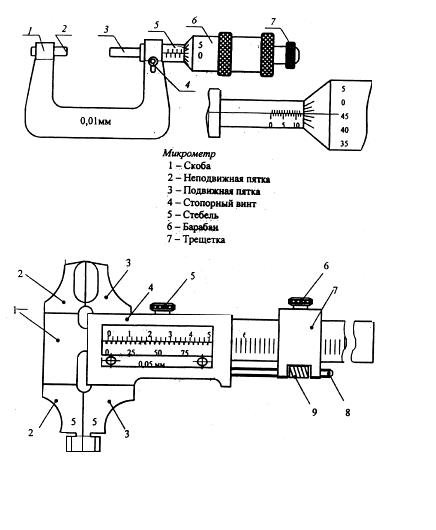 1 2 3 5 6 7
5
0
4
0,01мм
5
0
45
40
35
0 5 10
Микрометр
1 – Скоба
2 – Неподвижная пятка
3 – Подвижная пятка
4 – Стопорный винт
5 – Стебель
6 – Барабан
7 – Трещетка
2 3 4 5 6 7
1
0 1 2 3 4 5
0 25 50 75
0,05 мм
9 8
2 5 5 3